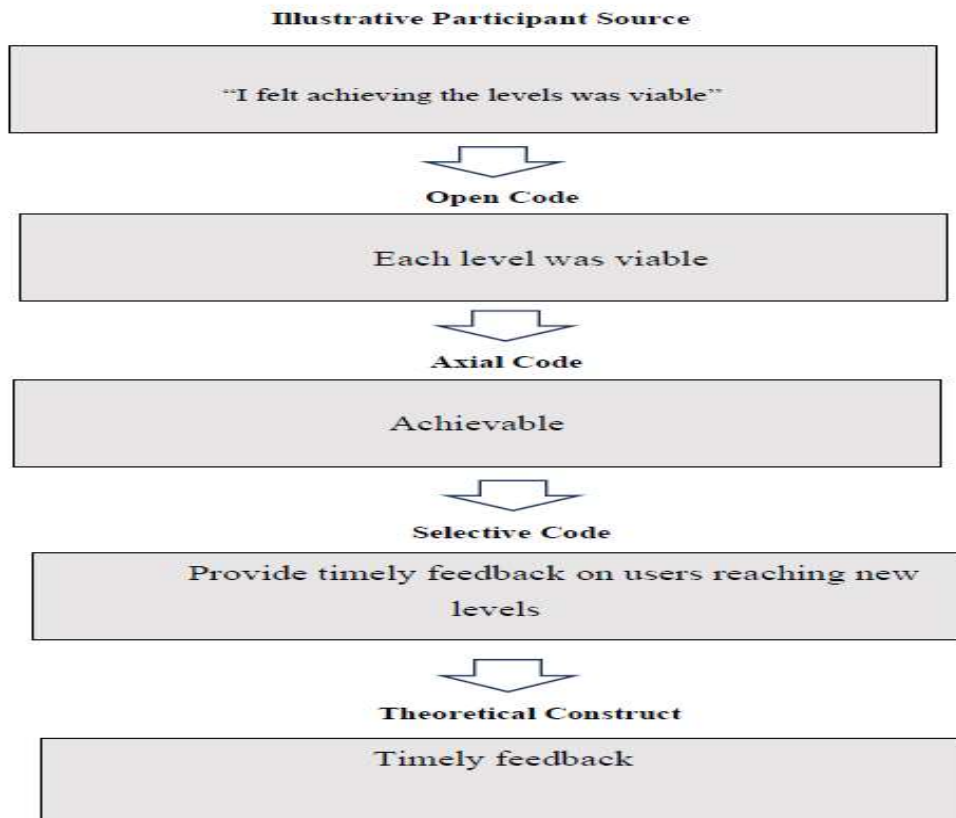 Illustrative Participant Source
“I felt achieving the levels was viable”
Open Code
Each level was viable
Axial Code
Achievable
Selective Code
Provide timely feedback on users reaching new
levels
Theoretical Construct
Timely feedback